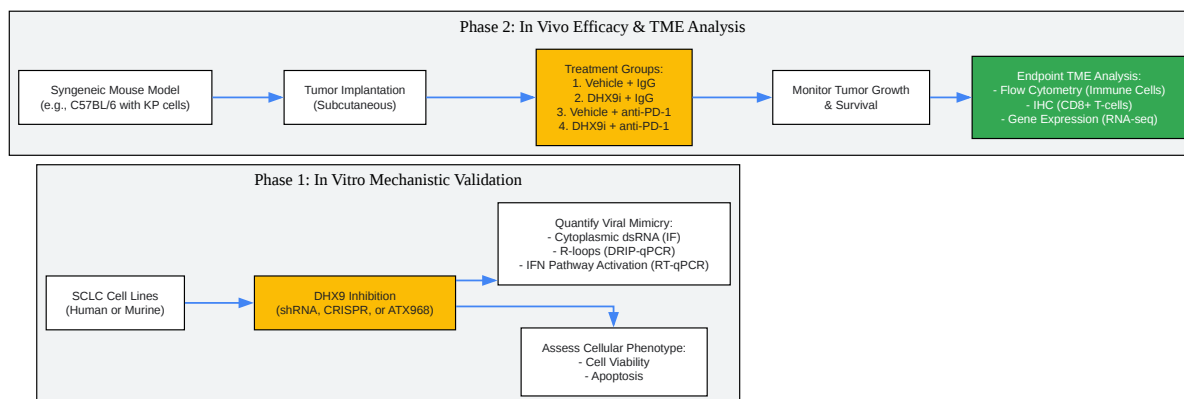 Phase 2: In Vivo Efficacy & TME Analysis
Syngeneic Mouse Model
(e.g., C57BL/6 with KP cells)
Tumor Implantation
(Subcutaneous)
Treatment Groups:
1. Vehicle + IgG
2. DHX9i + IgG
3. Vehicle + anti-PD-1
4. DHX9i + anti-PD-1
Monitor Tumor Growth
& Survival
Endpoint TME Analysis:
- Flow Cytometry (Immune Cells)
- IHC (CD8+ T-cells)
- Gene Expression (RNA-seq)
Phase 1: In Vitro Mechanistic Validation
SCLC Cell Lines
(Human or Murine)
DHX9 Inhibition
(shRNA, CRISPR, or ATX968)
Quantify Viral Mimicry:
- Cytoplasmic dsRNA (IF)
- R-loops (DRIP-qPCR)
- IFN Pathway Activation (RT-qPCR)
Assess Cellular Phenotype:
- Cell Viability
- Apoptosis